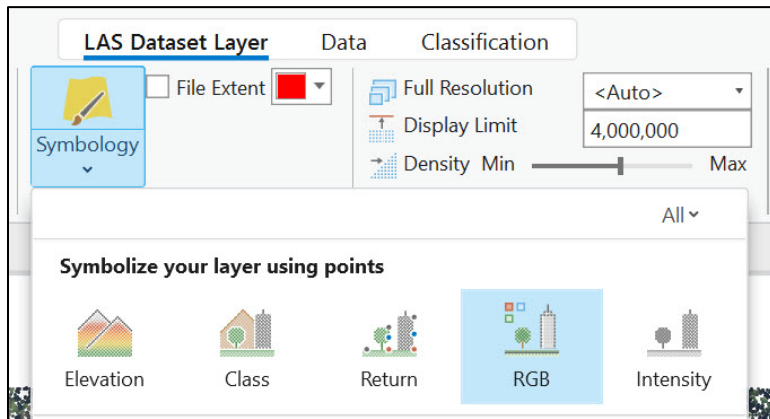 LAS Dataset Layer Data Classification
File Extent
Symbology
Full Resolution <Auto>
Display Limit 4,000,000
Density Min Max
All
Symbolize your layer using points
Elevation Class Return RGB Intensity